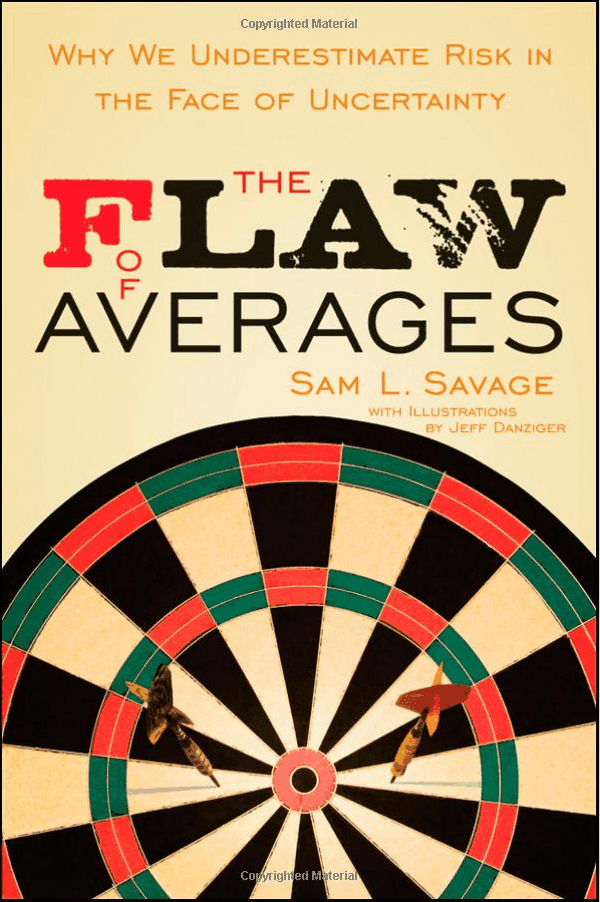 Copyrighted Material
Why We Underestimate Risk in
the Face of Uncertainty
THE
FLAW
OF
AVERAGES
Sam L. Savage
with Illustrations
by Jeff Danziger
Copyrighted Material